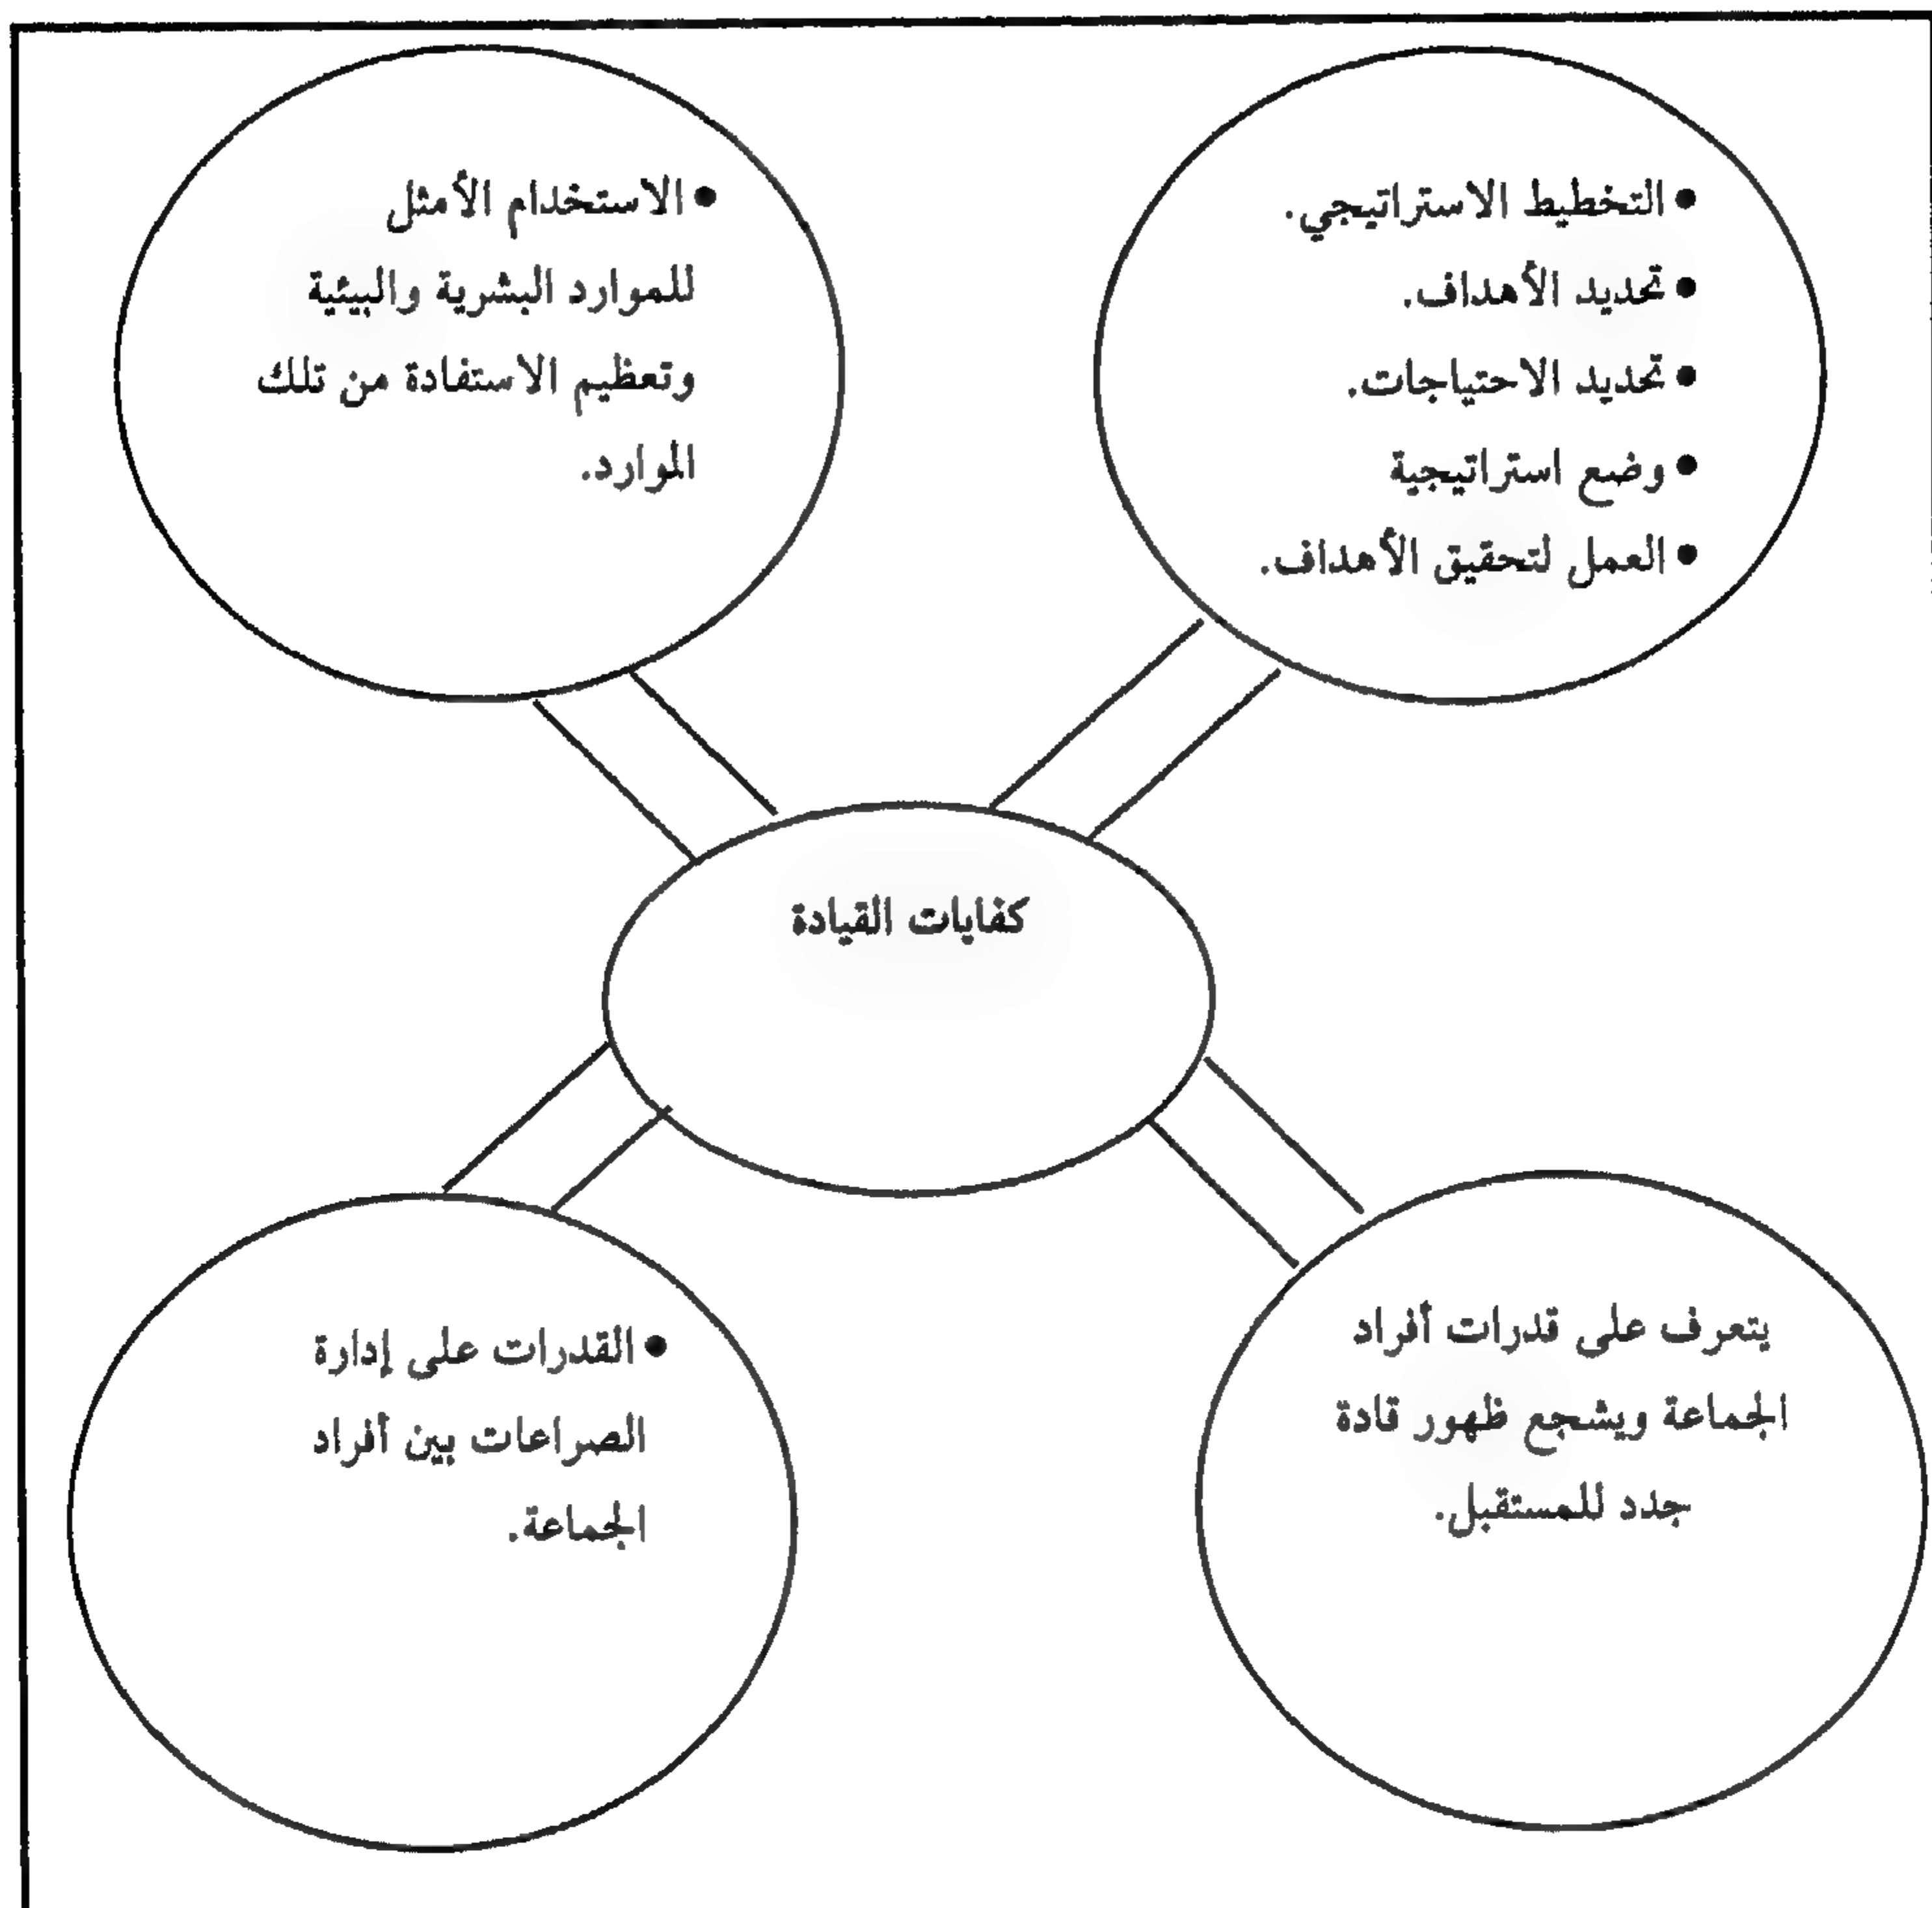 • التخطيط الاستراتيجي.
• تحديد الأهداف.
• تحديد الاحتياجات.
• وضع استراتيجية
• العمل لتحقيق الأهداف.
• الاستخدام الأمثل
للموارد البشرية والبيئية
وتعظيم الاستفادة من تلك
الموارد.
كفايات القيادة
يتعرف على قدرات أفراد
الجماعة ويشجع ظهور قادة
جدد للمستقبل.
• القدرات على إدارة
الصراعات بين أفراد
الجماعة.